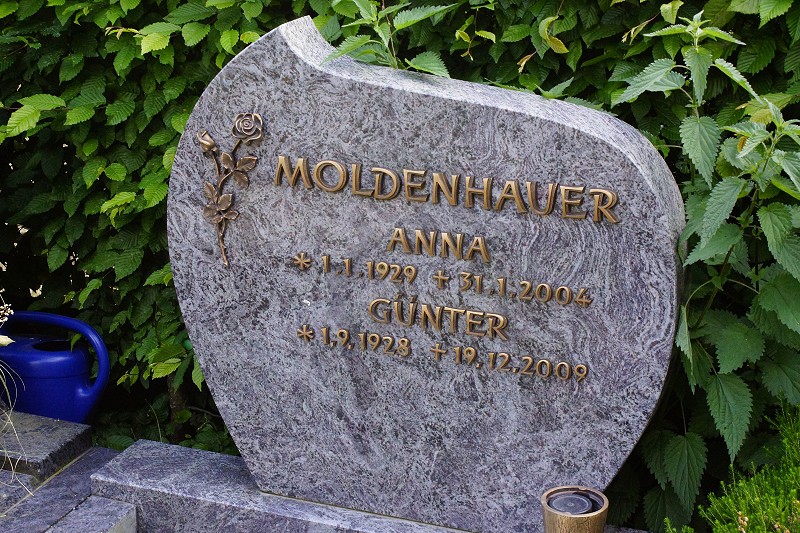 MOLDENHAUER
ANNA
* 1.1.1929 + 31.1.2004
GÜNTER
* 1.9.1928 + 19.12.2009